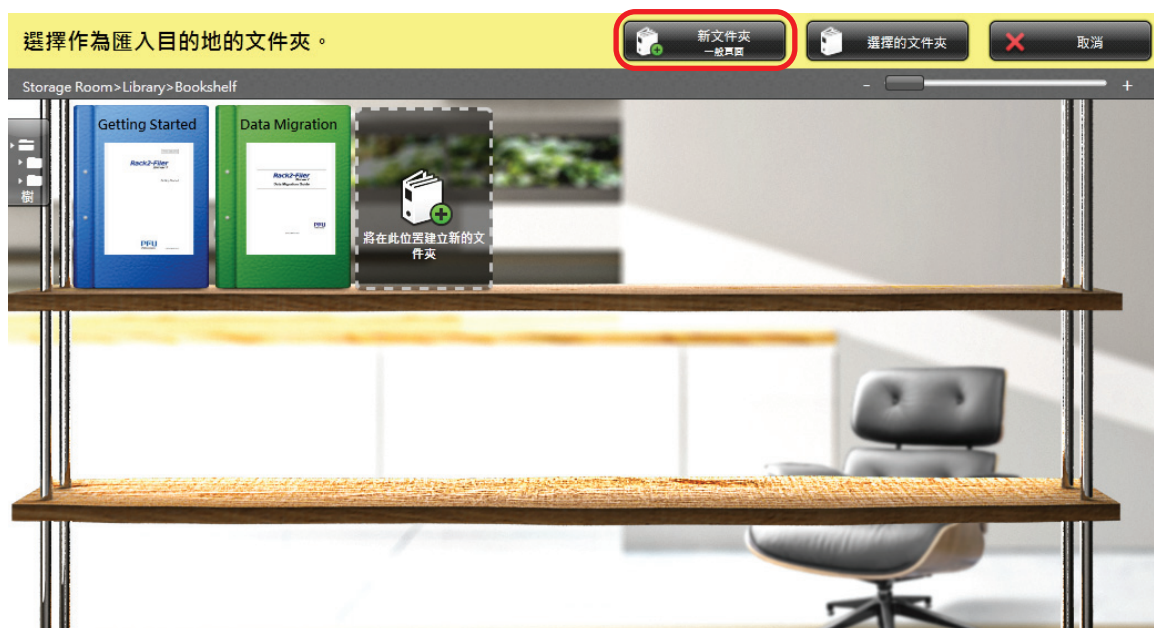 選擇作為匯入目的地的文件夾。
新文件夾
一般頁面
選擇的文件夾
取消
Storage Room>Library>Bookshelf
- +
樹
Getting Started
Rack2-Filer
PFU
Data Migration
Rack2-Filer
Data Migration Guide
PFU
將在此位置建立新的文
件夾